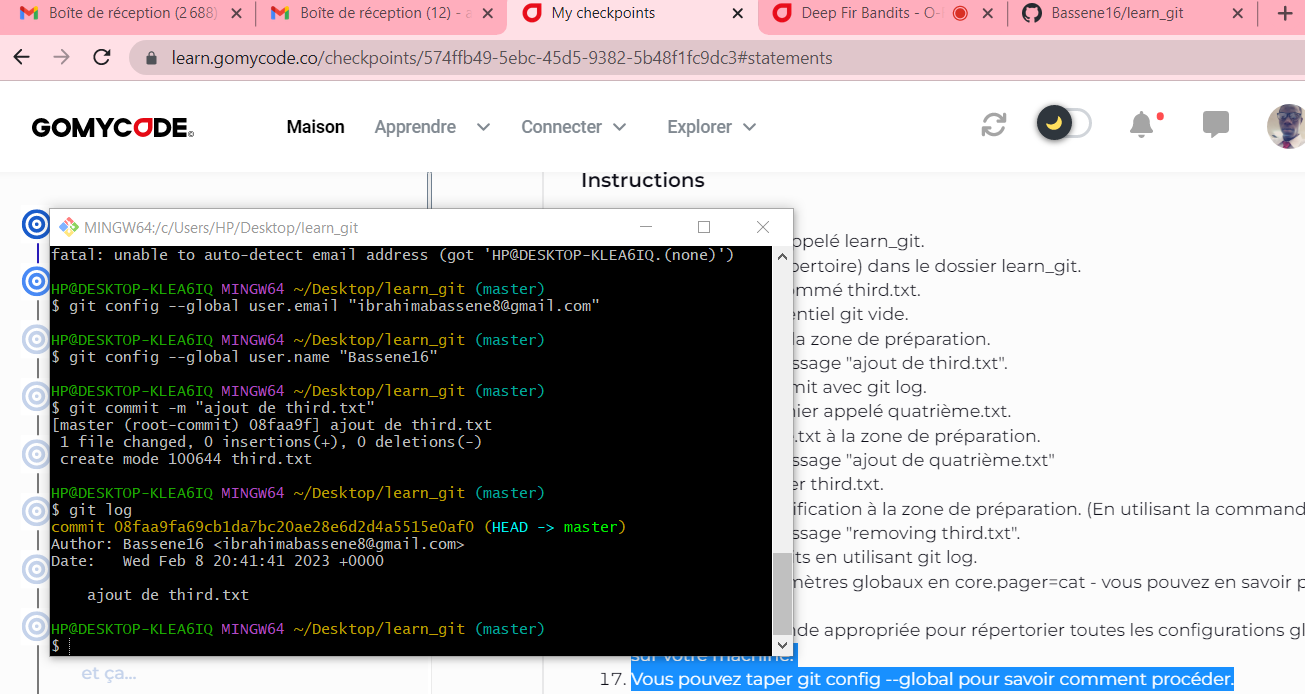 Boîte de réception (2 688)
Boîte de réception (12) - a
My checkpoints
Deep Fir Bandits - O-
Bassene16/learn_git
learn.gomycode.co/checkpoints/574ffb49-5ebc-45d5-9382-5b48f1fc9dc3#statements
GOMYCODE
Maison Apprendre Connecter Explorer
Instructions
MINGW64:/c/Users/HP/Desktop/learn_git
fatal: unable to auto-detect email address (got 'HP@DESKTOP-KLEA6IQ.(none)')
HP@DESKTOP-KLEA6IQ MINGW64 ~/Desktop/learn_git (master)
$ git config --global user.email "ibrahimabassene8@gmail.com"
HP@DESKTOP-KLEA6IQ MINGW64 ~/Desktop/learn_git (master)
$ git config --global user.name "Bassene16"
HP@DESKTOP-KLEA6IQ MINGW64 ~/Desktop/learn_git (master)
$ git commit -m "ajout de third.txt"
[master (root-commit) 08faa9f] ajout de third.txt
1 file changed, 0 insertions(+), 0 deletions(-)
create mode 100644 third.txt
HP@DESKTOP-KLEA6IQ MINGW64 ~/Desktop/learn_git (master)
$ git log
commit 08faa9fa69cb1da7bc20ae28e6d2d4a5515e0af0 (HEAD -> master)
Author: Bassene16 <ibrahimabassene8@gmail.com>
Date:   Wed Feb 8 20:41:41 2023 +0000
ajout de third.txt
HP@DESKTOP-KLEA6IQ MINGW64 ~/Desktop/learn_git (master)
$
ppelé learn_git.
pertoire) dans le dossier learn_git.
ommé third.txt.
entiel git vide.
la zone de préparation.
ssage "ajout de third.txt".
mit avec git log.
hier appelé quatrième.txt.
e.txt à la zone de préparation.
ssage "ajout de quatrième.txt"
er third.txt.
ification à la zone de préparation. (En utilisant la command
ssage "removing third.txt".
ts en utilisant git log.
mètres globaux en core.pager=cat - vous pouvez en savoir p
nde appropriée pour répertorier toutes les configurations gl
sur votre machine.
17. Vous pouvez taper git config --global pour savoir comment procéder.
et ça...